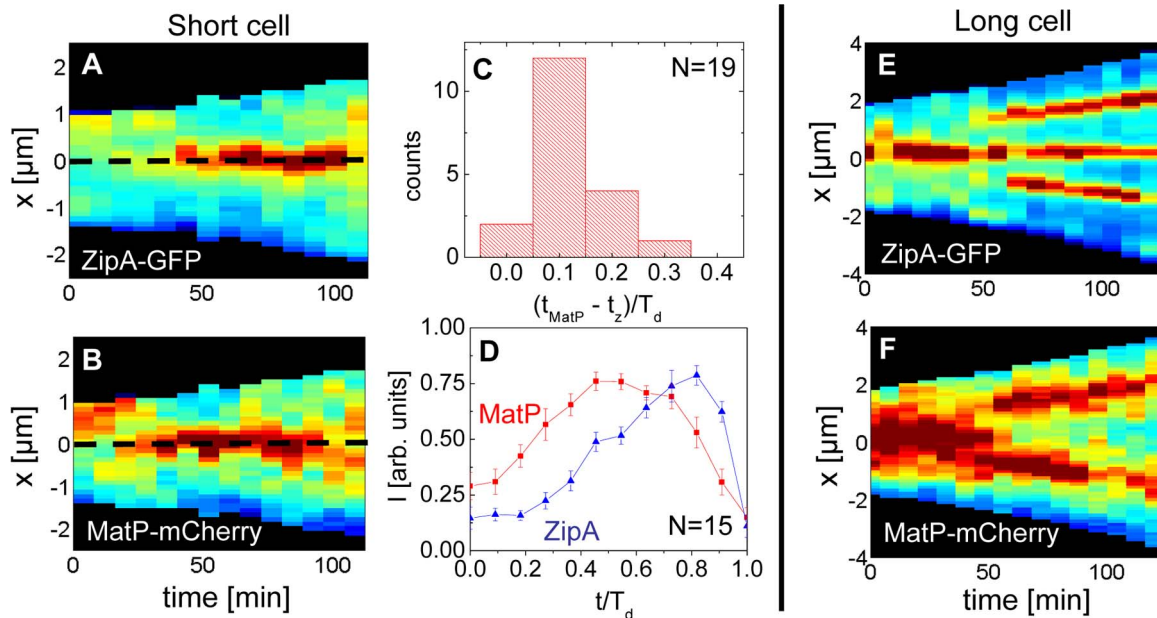 Short cell
A
x [µm]
2
1
0
-1
-2
ZipA-GFP
0
50
100
B
x [µm]
2
1
0
-1
-2
MatP-mCherry
0
50
100
time [min]
C
N=19
counts
10
5
0
0.0 0.1 0.2 0.3 0.4
(t_MatP - t_z)/T_d
D
I [arb. units]
1.00
0.75
0.50
0.25
0.00
MatP
ZipA
N=15
0.0 0.2 0.4 0.6 0.8 1.0
t/T_d
Long cell
E
x [µm]
4
2
0
-2
-4
ZipA-GFP
0
50
100
F
x [µm]
4
2
0
-2
-4
MatP-mCherry
0
50
100
time [min]